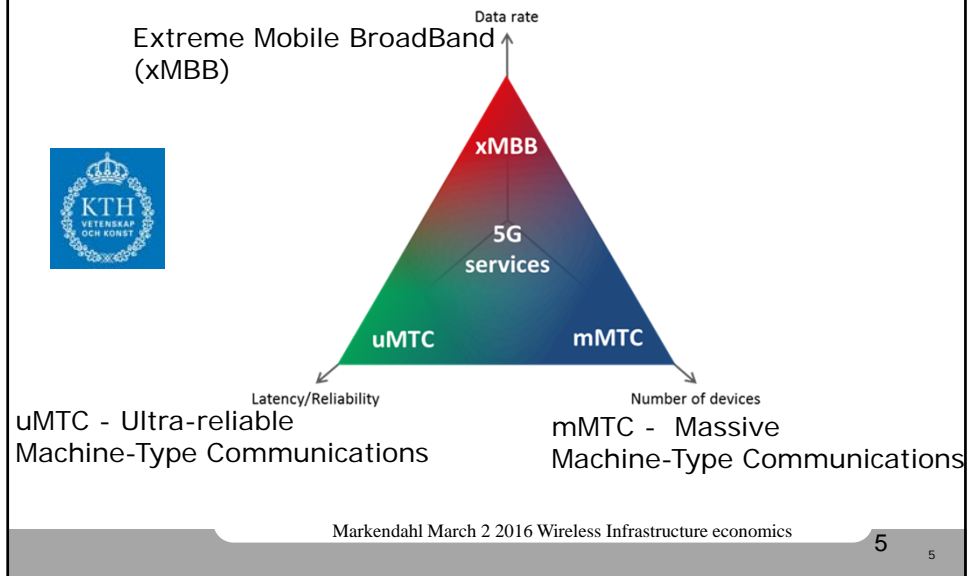 Data rate
Extreme Mobile BroadBand
(xMBB)
xMBB
KTH
VETENSKAP
OCH KONST
5G
services
uMTC
mMTC
Latency/Reliability
Number of devices
uMTC - Ultra-reliable
Machine-Type Communications
mMTC - Massive
Machine-Type Communications
Markendahl March 2 2016 Wireless Infrastructure economics
5
5